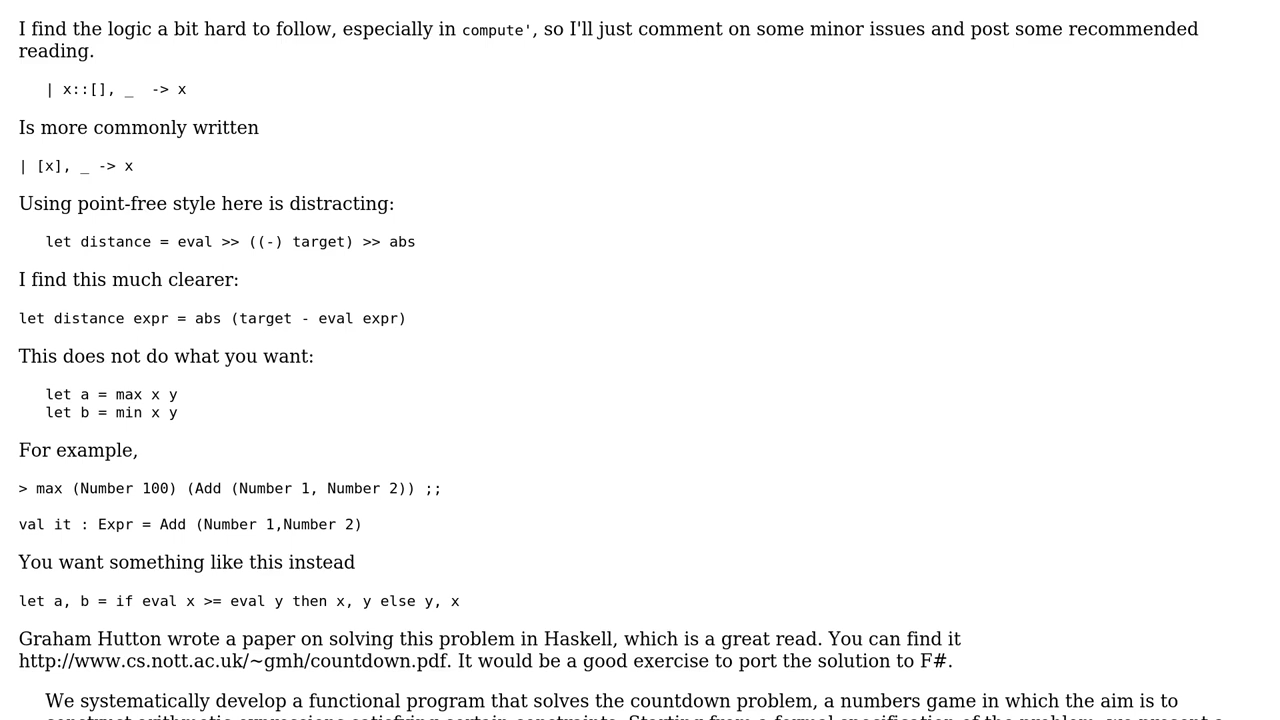 I find the logic a bit hard to follow, especially in compute', so I'll just comment on some minor issues and post some recommended
reading.
| x::[], _  -> x
Is more commonly written
| [x], _ -> x
Using point-free style here is distracting:
let distance = eval >> ((-) target) >> abs
I find this much clearer:
let distance expr = abs (target - eval expr)
This does not do what you want:
let a = max x y
let b = min x y
For example,
> max (Number 100) (Add (Number 1, Number 2)) ;;
val it : Expr = Add (Number 1,Number 2)
You want something like this instead
let a, b = if eval x >= eval y then x, y else y, x
Graham Hutton wrote a paper on solving this problem in Haskell, which is a great read. You can find it
http://www.cs.nott.ac.uk/~gmh/countdown.pdf. It would be a good exercise to port the solution to F#.
We systematically develop a functional program that solves the countdown problem, a numbers game in which the aim is to